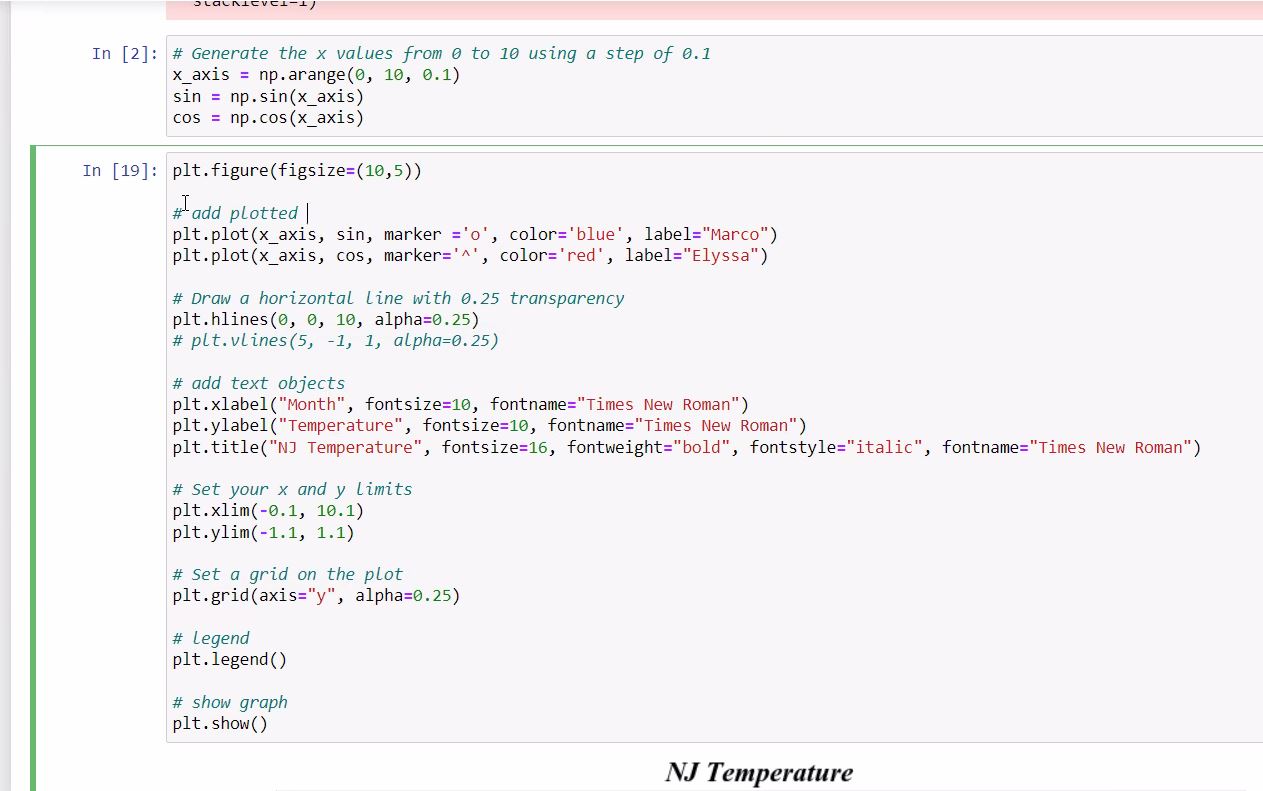 stacklevel=1)
In [2]:
# Generate the x values from 0 to 10 using a step of 0.1
x_axis = np.arange(0, 10, 0.1)
sin = np.sin(x_axis)
cos = np.cos(x_axis)
In [19]:
plt.figure(figsize=(10,5))
# add plotted
plt.plot(x_axis, sin, marker ='o', color='blue', label="Marco")
plt.plot(x_axis, cos, marker='^', color='red', label="Elyssa")
# Draw a horizontal line with 0.25 transparency
plt.hlines(0, 0, 10, alpha=0.25)
# plt.vlines(5, -1, 1, alpha=0.25)
# add text objects
plt.xlabel("Month", fontsize=10, fontname="Times New Roman")
plt.ylabel("Temperature", fontsize=10, fontname="Times New Roman")
plt.title("NJ Temperature", fontsize=16, fontweight="bold", fontstyle="italic", fontname="Times New Roman")
# Set your x and y limits
plt.xlim(-0.1, 10.1)
plt.ylim(-1.1, 1.1)
# Set a grid on the plot
plt.grid(axis="y", alpha=0.25)
# legend
plt.legend()
# show graph
plt.show()
NJ Temperature